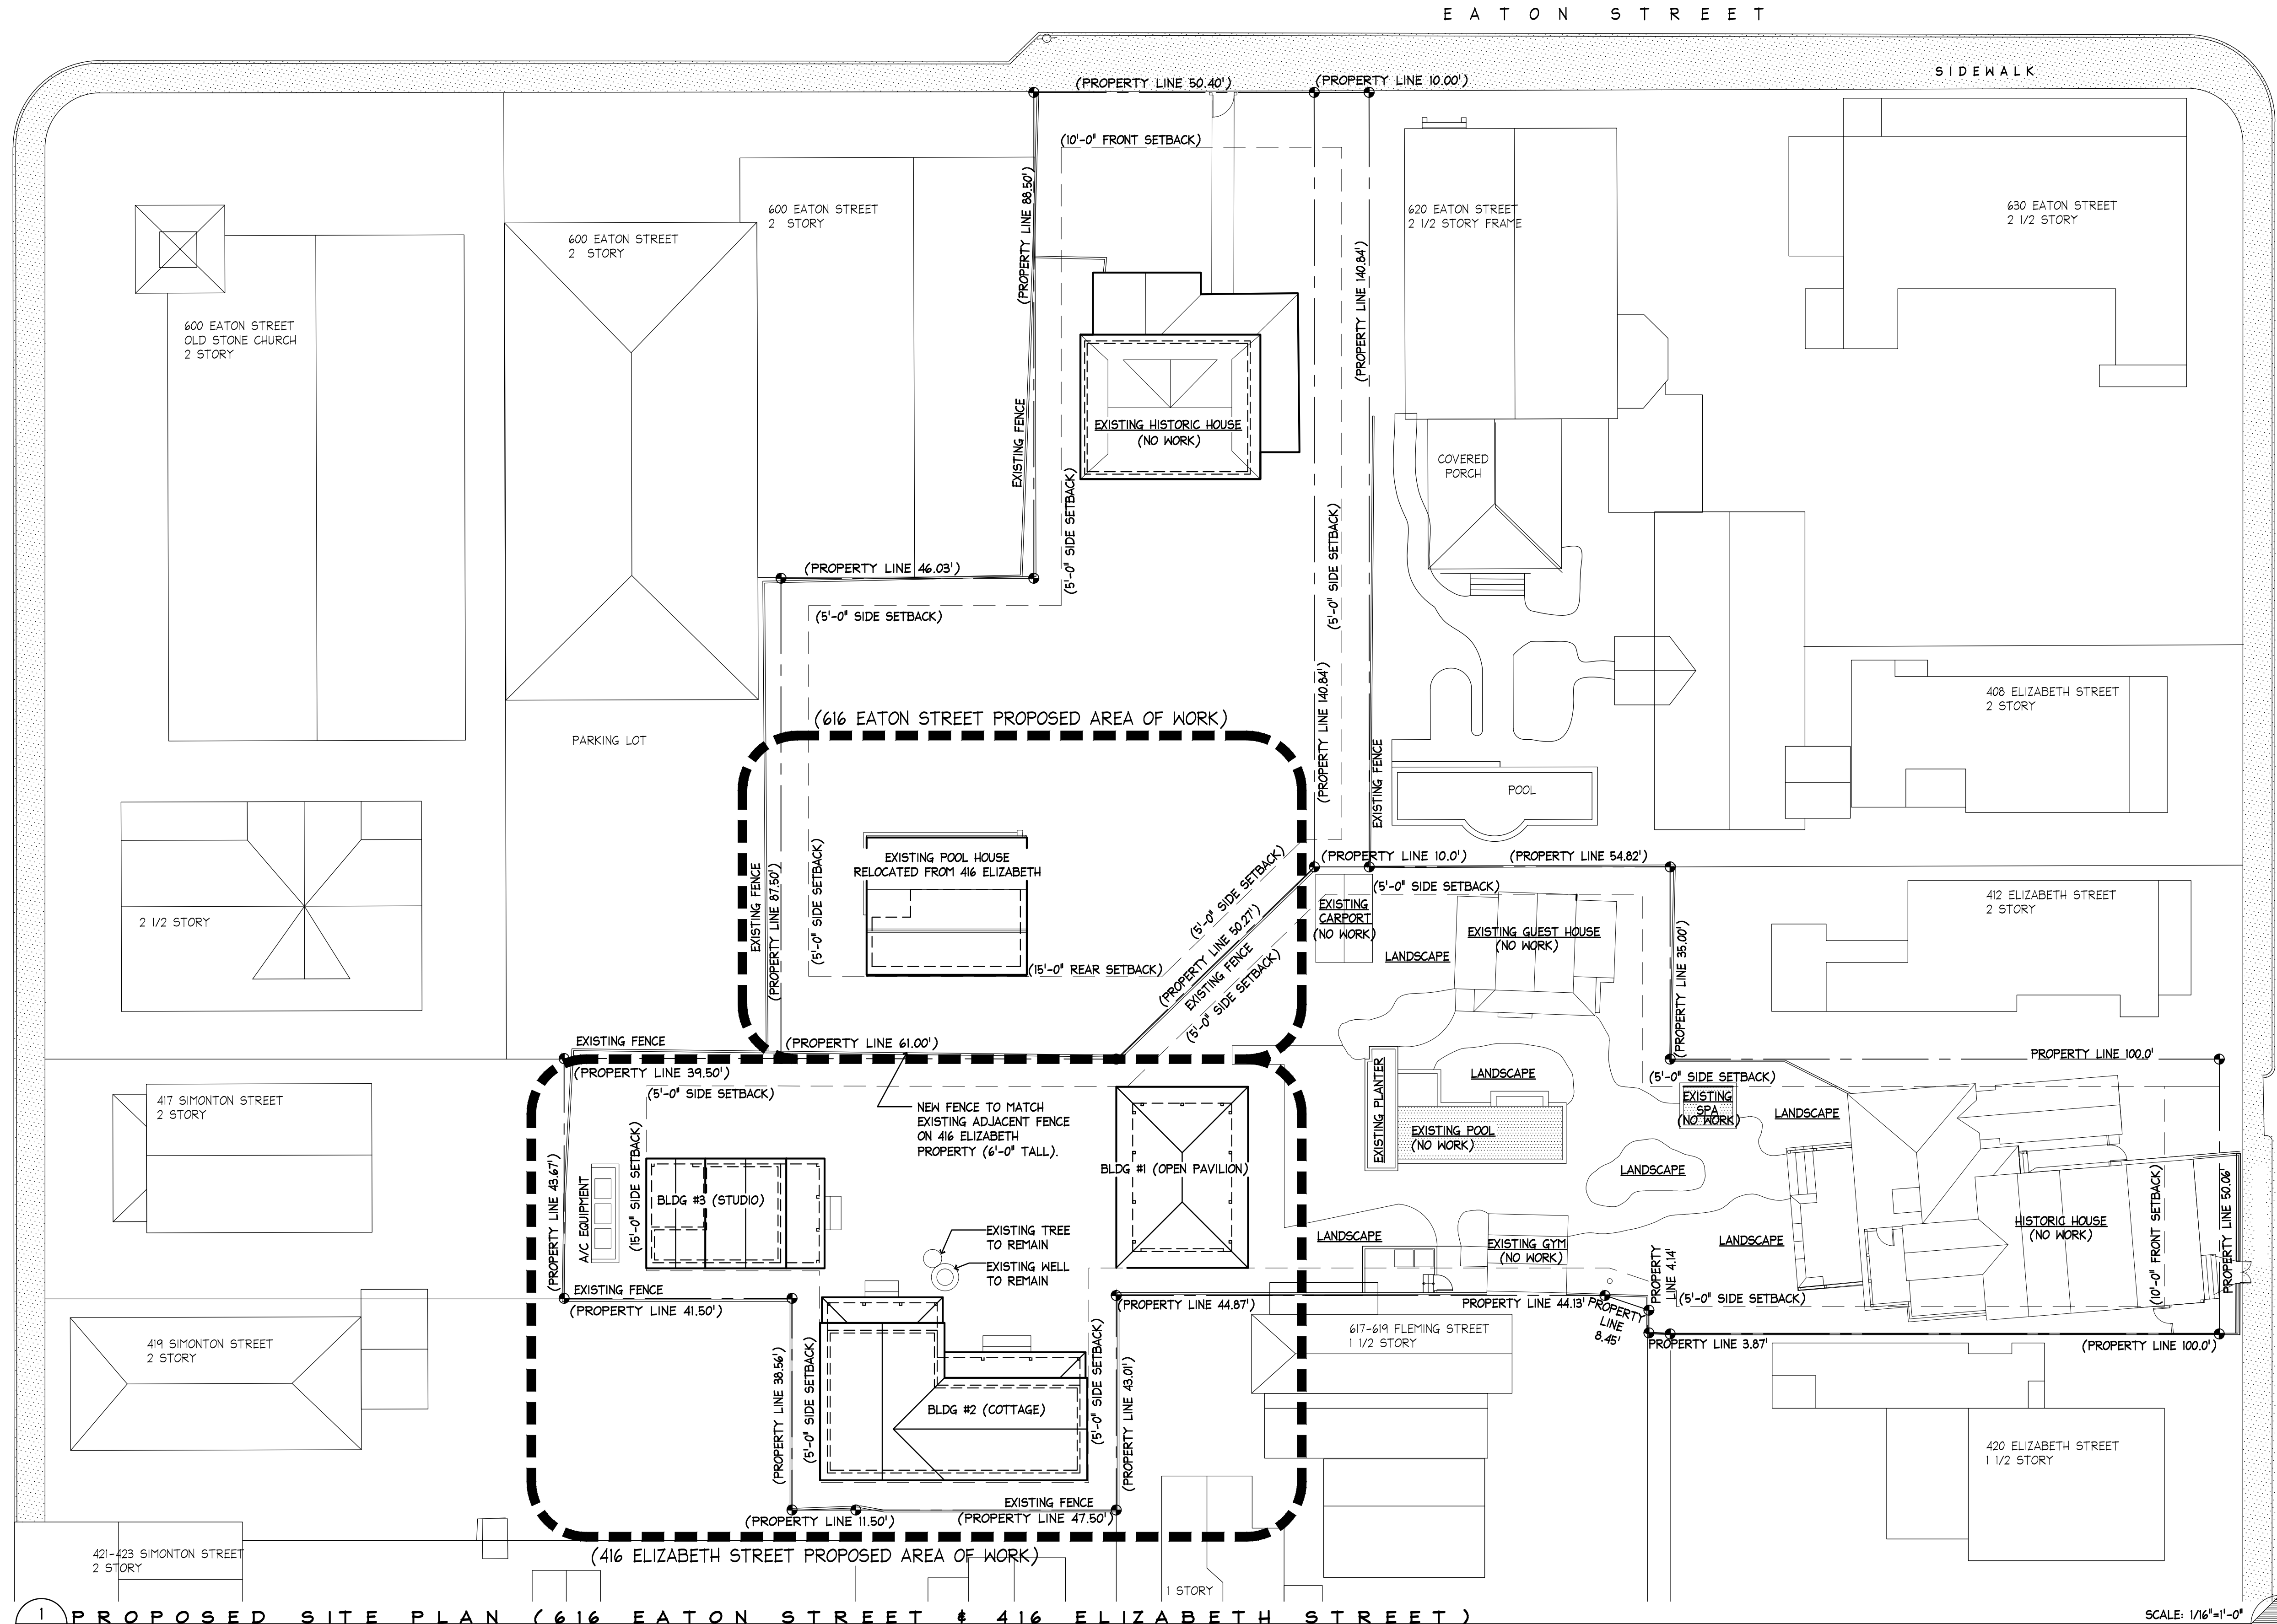 EATON STREET
SIDEWALK
(PROPERTY LINE 50.40')
(PROPERTY LINE 10.00')
(10'-0" FRONT SETBACK)
(PROPERTY LINE 88.50')
600 EATON STREET
2 STORY
600 EATON STREET
2 STORY
620 EATON STREET
2 1/2 STORY FRAME
630 EATON STREET
2 1/2 STORY
600 EATON STREET
OLD STONE CHURCH
2 STORY
(PROPERTY LINE 140.84')
EXISTING FENCE
EXISTING HISTORIC HOUSE
(NO WORK)
COVERED
PORCH
(5'-0" SIDE SETBACK)
(5'-0" SIDE SETBACK)
(PROPERTY LINE 46.03')
(5'-0" SIDE SETBACK)
(PROPERTY LINE 140.84')
EXISTING FENCE
408 ELIZABETH STREET
2 STORY
(616 EATON STREET PROPOSED AREA OF WORK)
PARKING LOT
POOL
EXISTING POOL HOUSE
RELOCATED FROM 416 ELIZABETH
(PROPERTY LINE 10.0')
(PROPERTY LINE 54.82')
(5'-0" SIDE SETBACK)
EXISTING FENCE
(PROPERTY LINE 87.50')
(5'-0" SIDE SETBACK)
(5'-0" SIDE SETBACK)
(PROPERTY LINE 50.27')
EXISTING FENCE
(5'-0" SIDE SETBACK)
(15'-0" REAR SETBACK)
EXISTING
CARPORT
(NO WORK)
LANDSCAPE
EXISTING GUEST HOUSE
(NO WORK)
(PROPERTY LINE 35.00')
412 ELIZABETH STREET
2 STORY
2 1/2 STORY
EXISTING FENCE
(PROPERTY LINE 61.00')
(PROPERTY LINE 39.50')
(5'-0" SIDE SETBACK)
PROPERTY LINE 100.0'
(5'-0" SIDE SETBACK)
EXISTING
SPA
(NO WORK)
LANDSCAPE
LANDSCAPE
EXISTING PLANTER
EXISTING POOL
(NO WORK)
LANDSCAPE
417 SIMONTON STREET
2 STORY
NEW FENCE TO MATCH
EXISTING ADJACENT FENCE
ON 416 ELIZABETH
PROPERTY (6'-0" TALL).
(PROPERTY LINE 43.67')
A/C EQUIPMENT
(15'-0" SIDE SETBACK)
BLDG #3 (STUDIO)
BLDG #1 (OPEN PAVILION)
EXISTING TREE
TO REMAIN
EXISTING WELL
TO REMAIN
LANDSCAPE
EXISTING GYM
(NO WORK)
LANDSCAPE
HISTORIC HOUSE
(NO WORK)
(10'-0" FRONT SETBACK)
(PROPERTY LINE 50.06'
EXISTING FENCE
(PROPERTY LINE 41.50')
(PROPERTY LINE 44.87')
PROPERTY LINE 44.13'
PROPERTY
LINE
8.45'
PROPERTY
LINE 4.14'
(5'-0" SIDE SETBACK)
PROPERTY LINE 3.87'
(PROPERTY LINE 100.0')
617-619 FLEMING STREET
1 1/2 STORY
419 SIMONTON STREET
2 STORY
(PROPERTY LINE 38.56')
(5'-0" SIDE SETBACK)
BLDG #2 (COTTAGE)
(5'-0" SIDE SETBACK)
(PROPERTY LINE 43.01')
420 ELIZABETH STREET
1 1/2 STORY
EXISTING FENCE
(PROPERTY LINE 11.50')
(PROPERTY LINE 47.50')
421-423 SIMONTON STREET
2 STORY
(416 ELIZABETH STREET PROPOSED AREA OF WORK)
1 STORY
1
PROPOSED SITE PLAN (616 EATON STREET & 416 ELIZABETH STREET)
SCALE: 1/16"=1'-0"